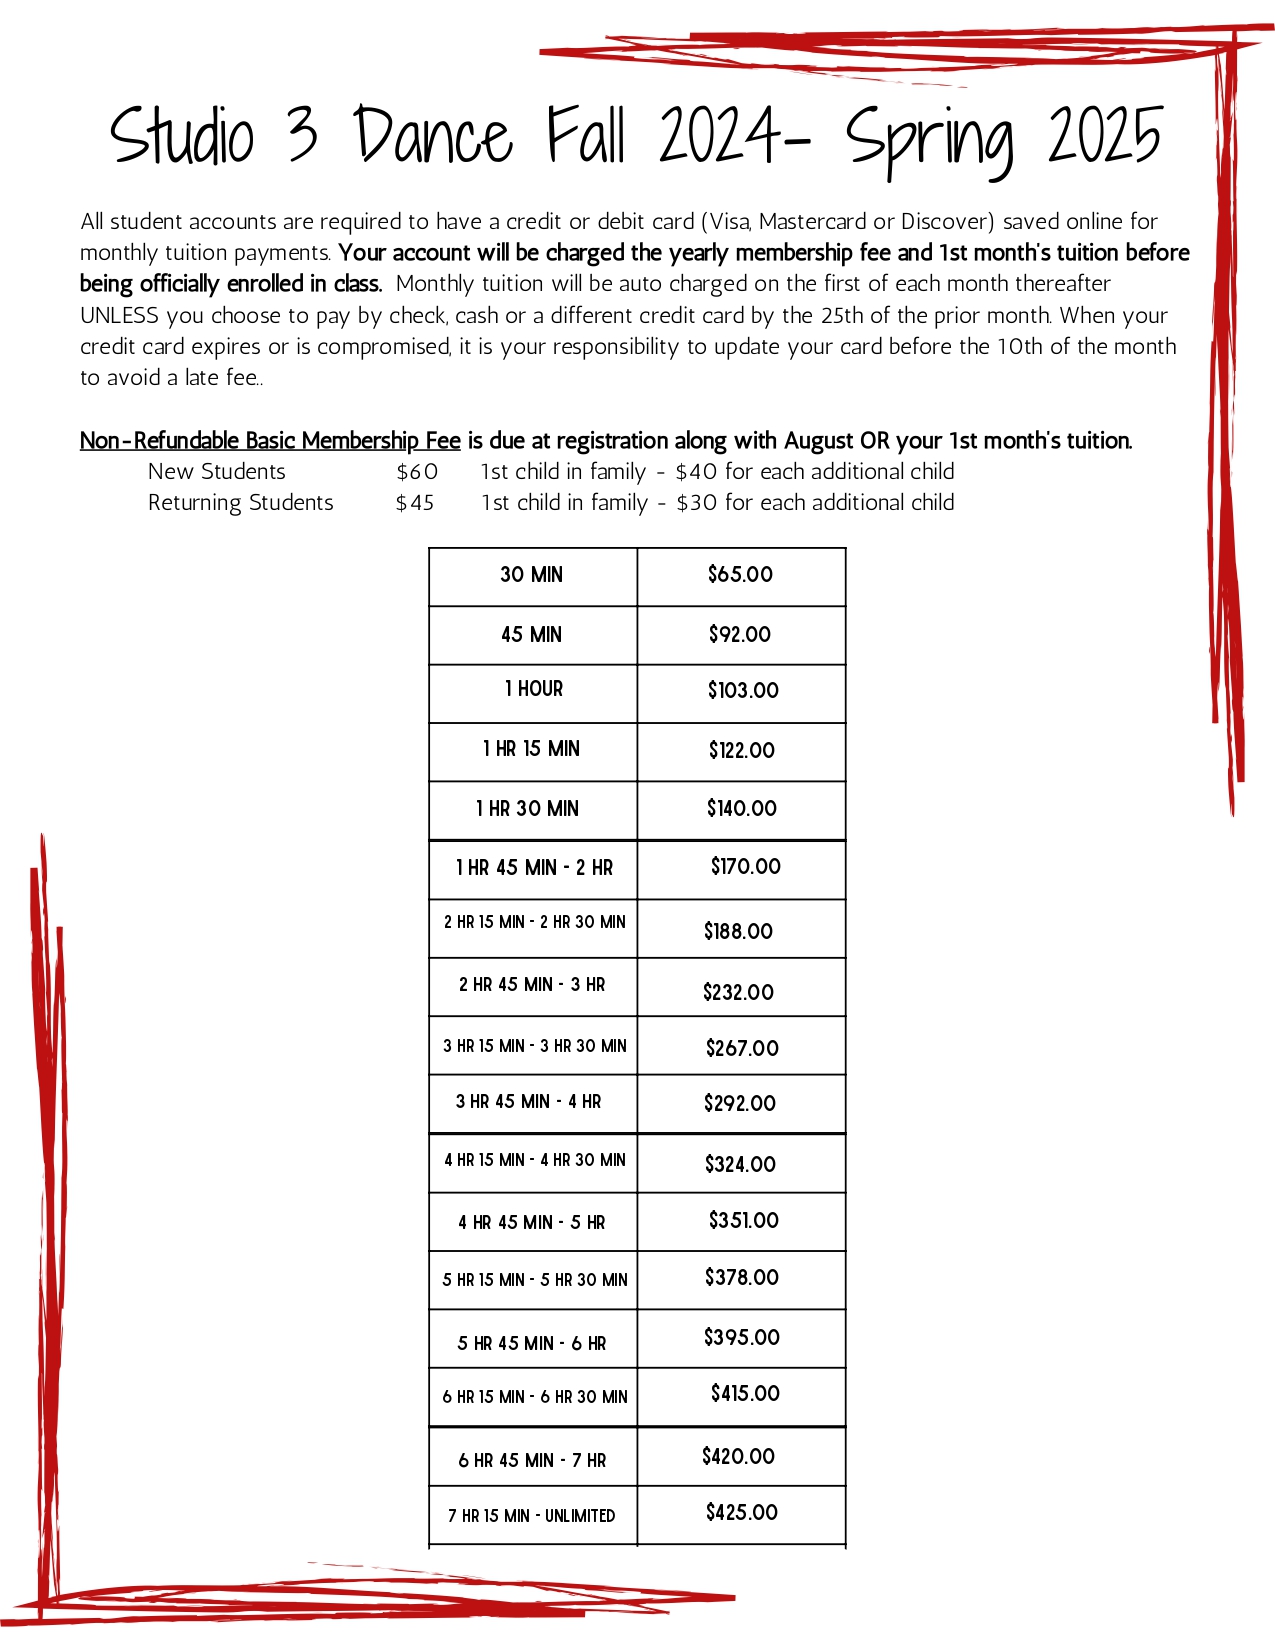 Studio 3 Dance Fall 2024- Spring 2025
All student accounts are required to have a credit or debit card (Visa, Mastercard or Discover) saved online for
monthly tuition payments. Your account will be charged the yearly membership fee and 1st month's tuition before
being officially enrolled in class. Monthly tuition will be auto charged on the first of each month thereafter
UNLESS you choose to pay by check, cash or a different credit card by the 25th of the prior month. When your
credit card expires or is compromised, it is your responsibility to update your card before the 10th of the month
to avoid a late fee..
Non-Refundable Basic Membership Fee is due at registration along with August OR your 1st month's tuition.
New Students $60 1st child in family - $40 for each additional child
Returning Students $45 1st child in family - $30 for each additional child
30 MIN $65.00
45 MIN $92.00
1 HOUR $103.00
1 HR 15 MIN $122.00
1 HR 30 MIN $140.00
1 HR 45 MIN - 2 HR $170.00
2 HR 15 MIN - 2 HR 30 MIN $188.00
2 HR 45 MIN - 3 HR $232.00
3 HR 15 MIN - 3 HR 30 MIN $267.00
3 HR 45 MIN - 4 HR $292.00
4 HR 15 MIN - 4 HR 30 MIN $324.00
4 HR 45 MIN - 5 HR $351.00
5 HR 15 MIN - 5 HR 30 MIN $378.00
5 HR 45 MIN - 6 HR $395.00
6 HR 15 MIN - 6 HR 30 MIN $415.00
6 HR 45 MIN - 7 HR $420.00
7 HR 15 MIN - UNLIMITED $425.00